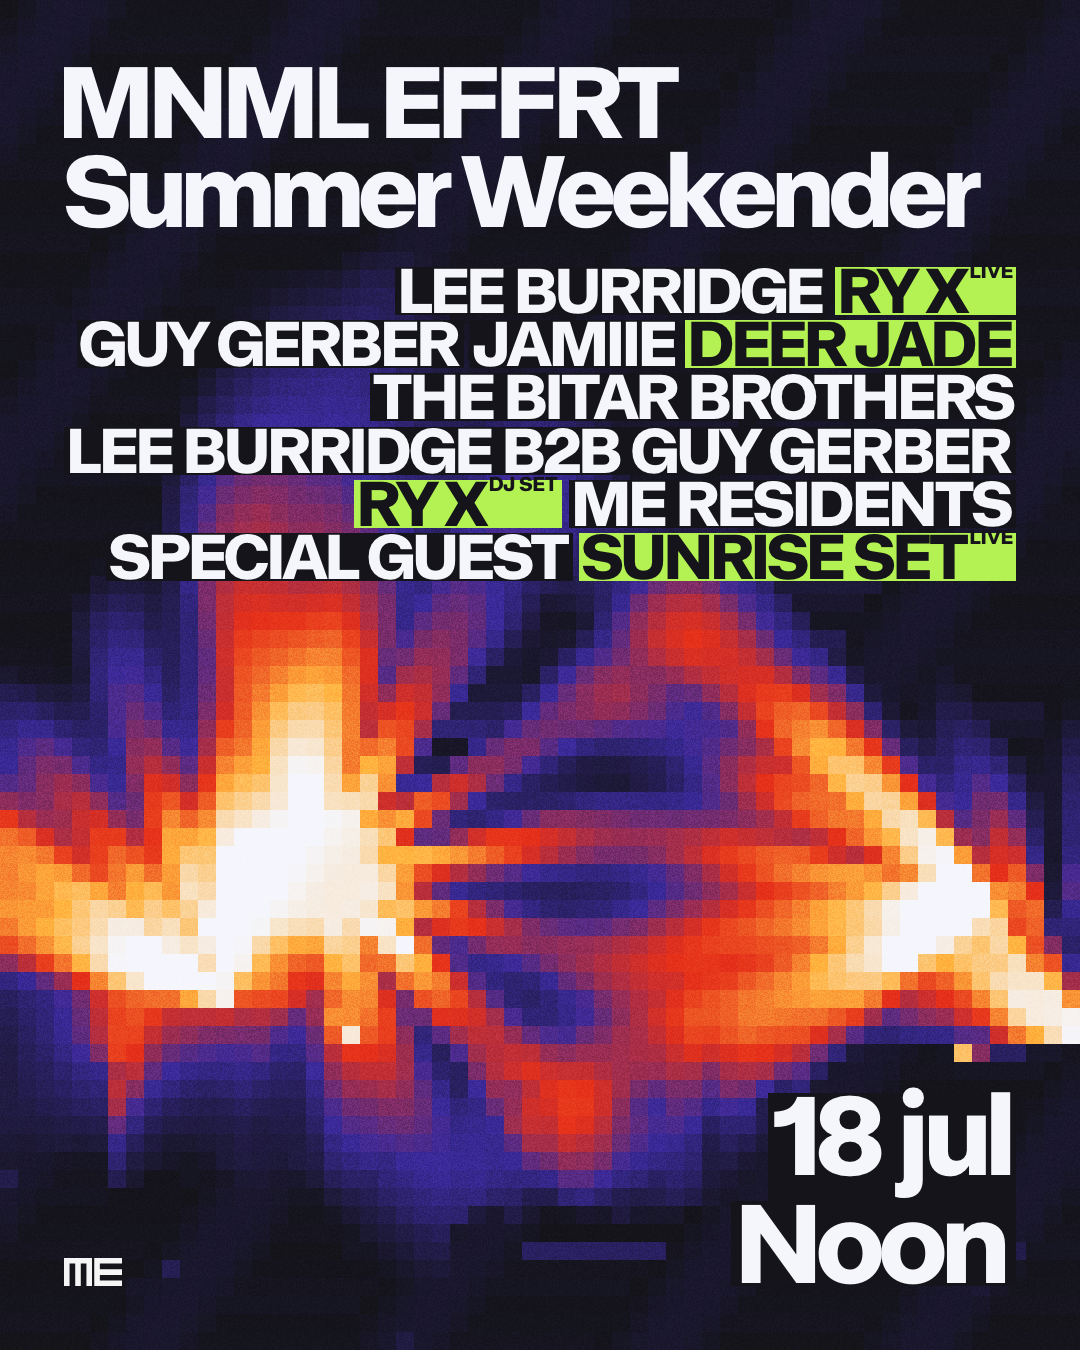 MNML EFFRT
Summer Weekender
LEE BURRIDGE RY X LIVE
GUY GERBER JAMIIE DEER JADE
THE BITAR BROTHERS
LEE BURRIDGE B2B GUY GERBER
RY X DJ SET ME RESIDENTS
SPECIAL GUEST SUNRISE SET LIVE
18 jul
Noon
ME